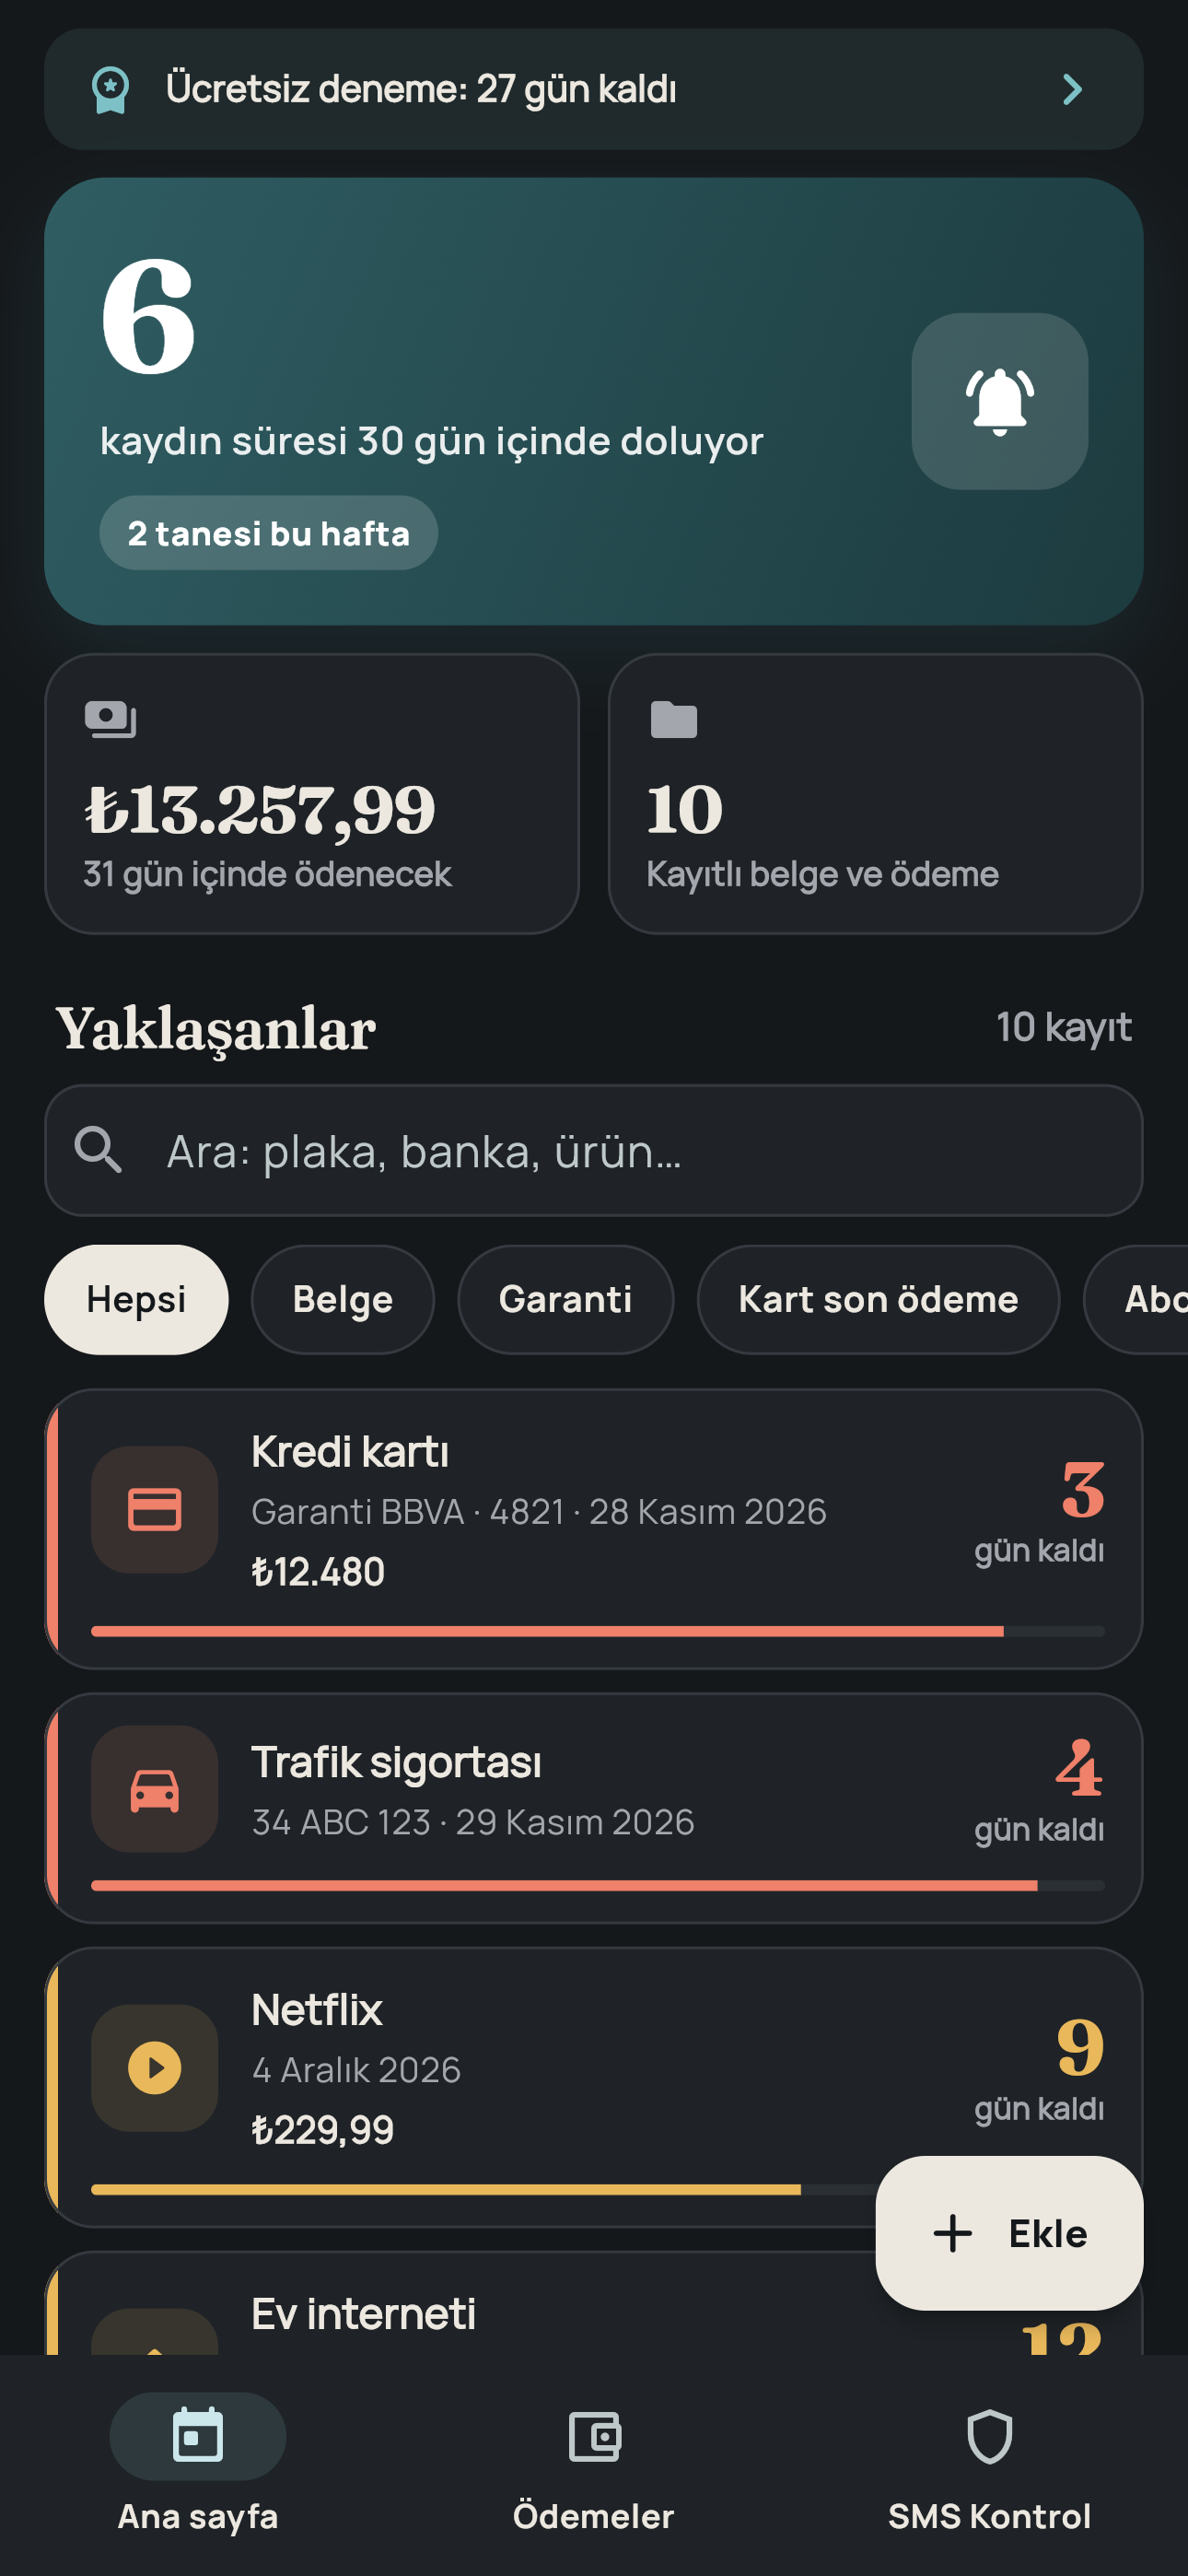 Ücretsiz deneme: 27 gün kaldı
6
kaydın süresi 30 gün içinde doluyor
2 tanesi bu hafta
₺13.257,99
31 gün içinde ödenecek
10
Kayıtlı belge ve ödeme
Yaklaşanlar
10 kayıt
Ara: plaka, banka, ürün...
Hepsi
Belge
Garanti
Kart son ödeme
Kredi kartı
Garanti BBVA · 4821 · 28 Kasım 2026
₺12.480
3
gün kaldı
Trafik sigortası
34 ABC 123 · 29 Kasım 2026
4
gün kaldı
Netflix
4 Aralık 2026
₺229,99
9
gün kaldı
Ekle
Ev interneti
Ana sayfa
Ödemeler
SMS Kontrol